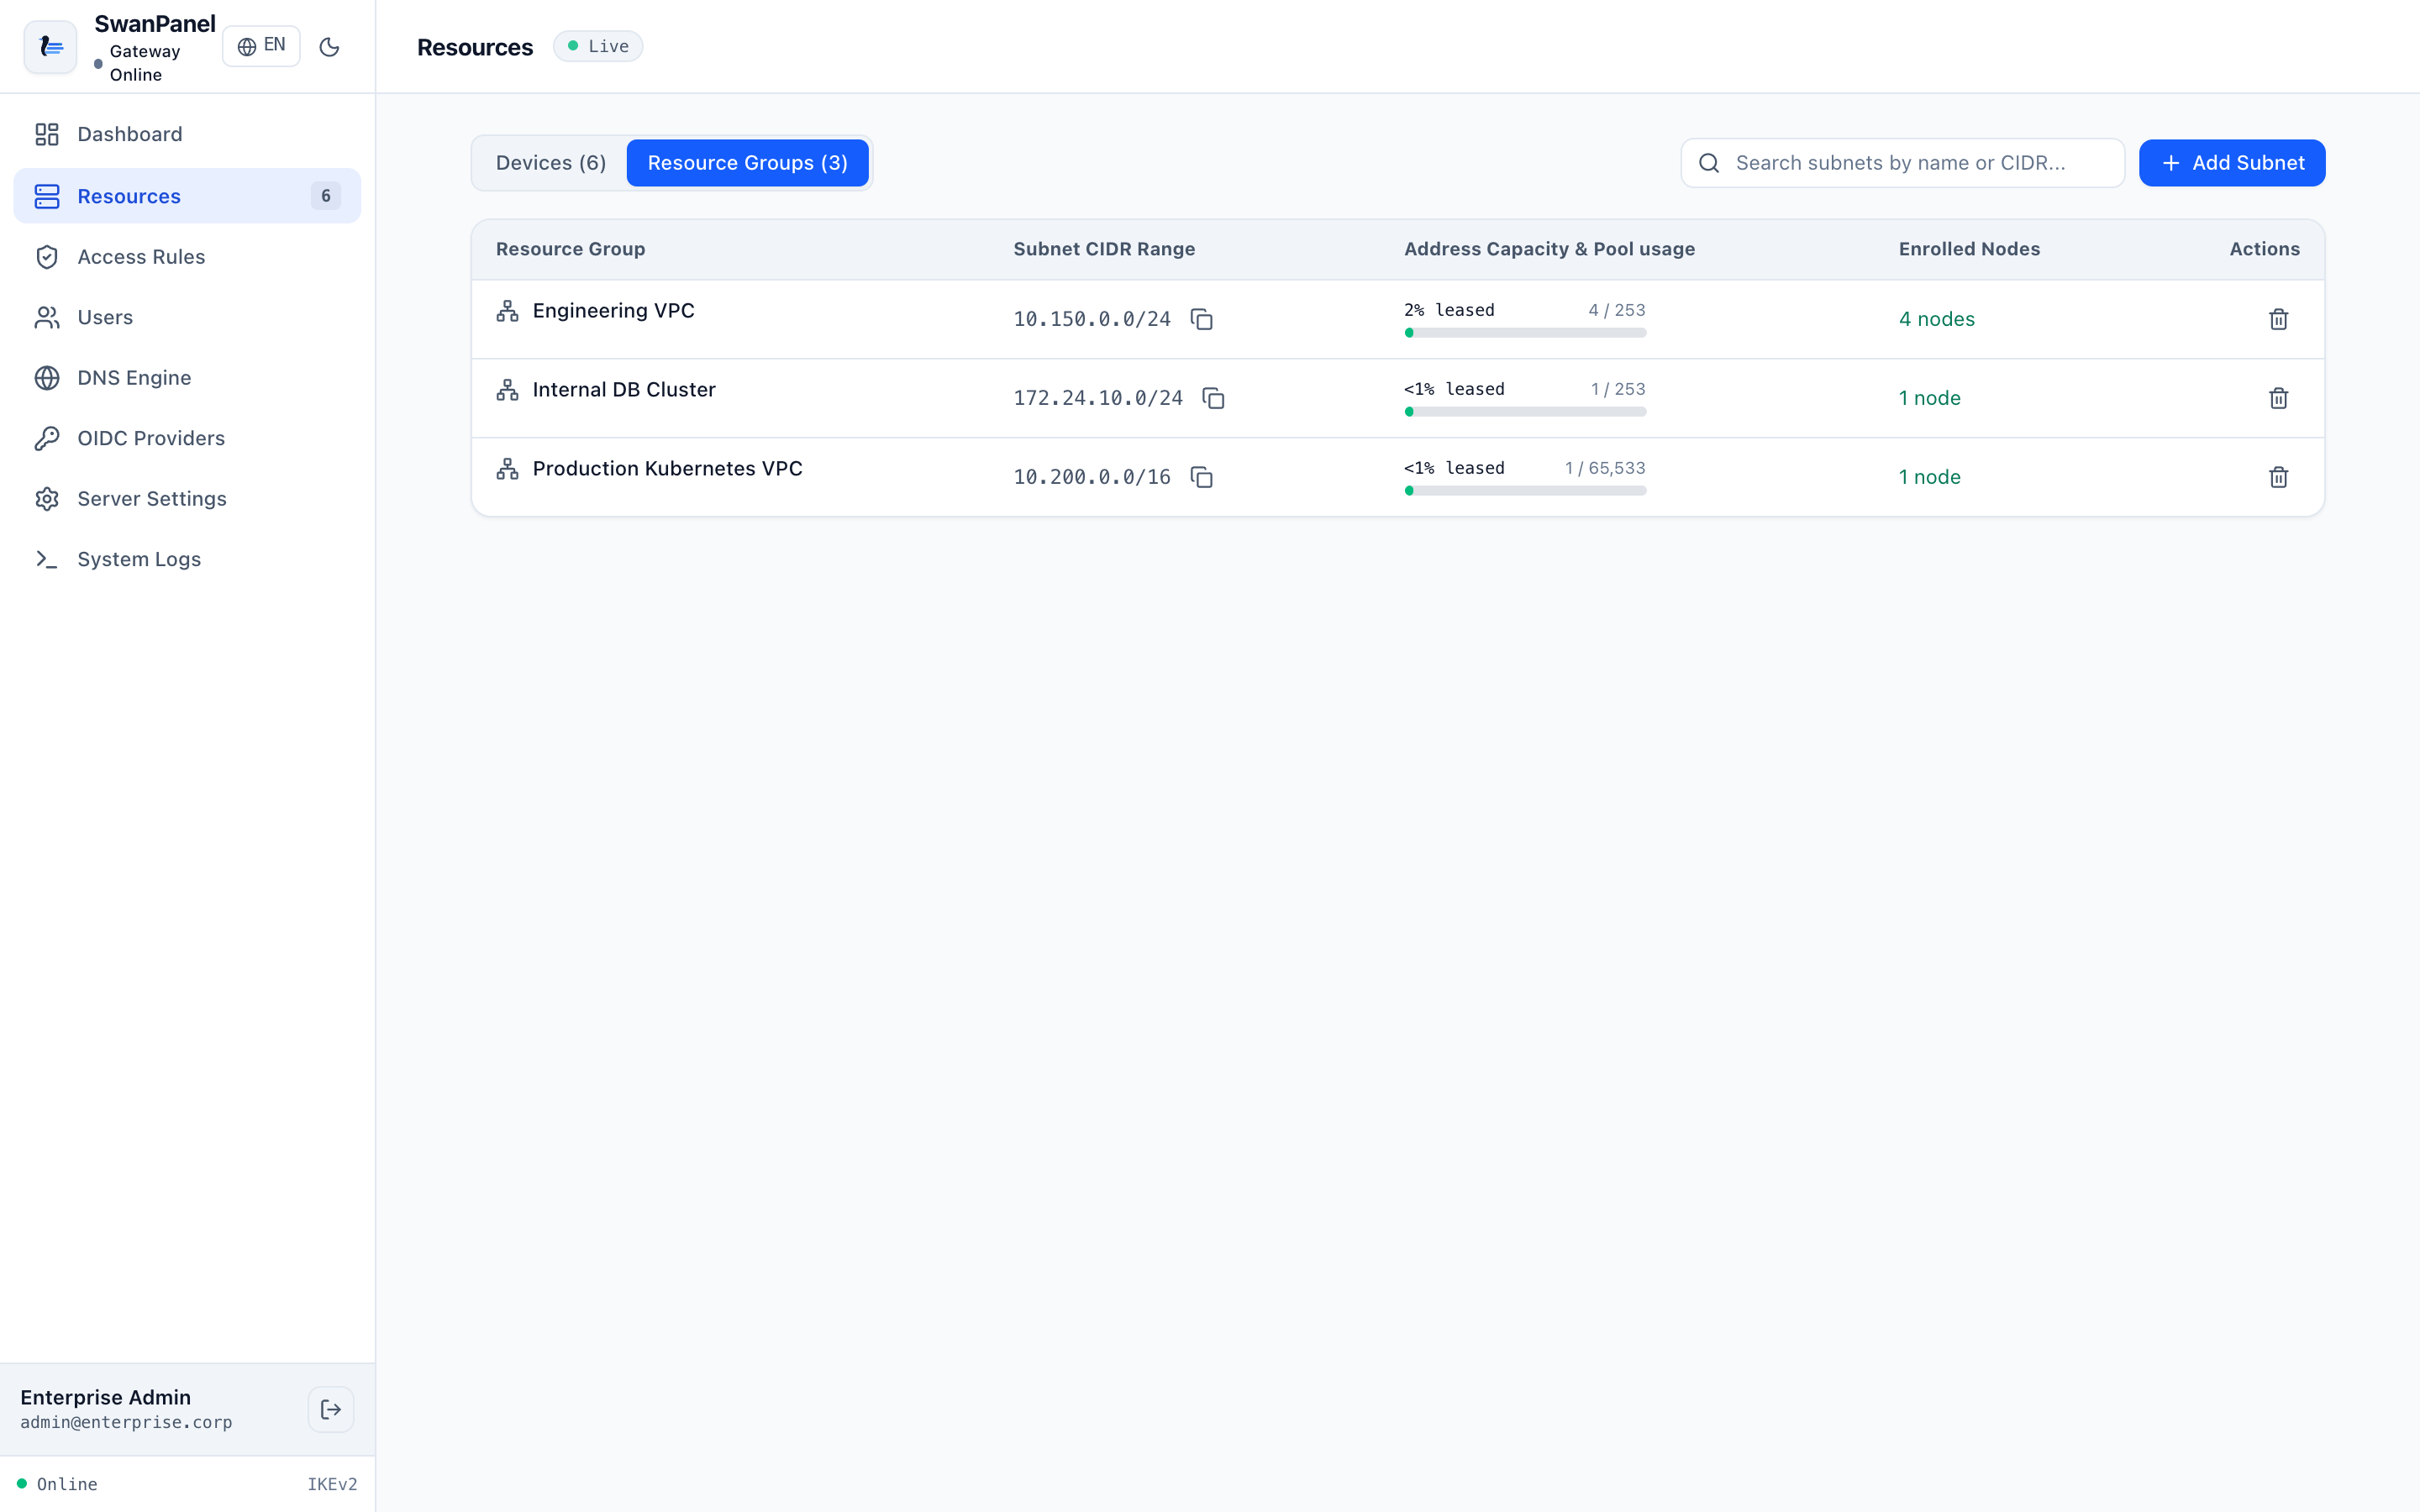 SwanPanel
Gateway
Online
EN
Dashboard
Resources 6
Access Rules
Users
DNS Engine
OIDC Providers
Server Settings
System Logs
Enterprise Admin
admin@enterprise.corp
Online IKEv2
Resources Live
Devices (6) Resource Groups (3) Search subnets by name or CIDR... Add Subnet
Resource Group Subnet CIDR Range Address Capacity & Pool usage Enrolled Nodes Actions
Engineering VPC 10.150.0.0/24 2% leased 4 / 253 4 nodes
Internal DB Cluster 172.24.10.0/24 <1% leased 1 / 253 1 node
Production Kubernetes VPC 10.200.0.0/16 <1% leased 1 / 65,533 1 node